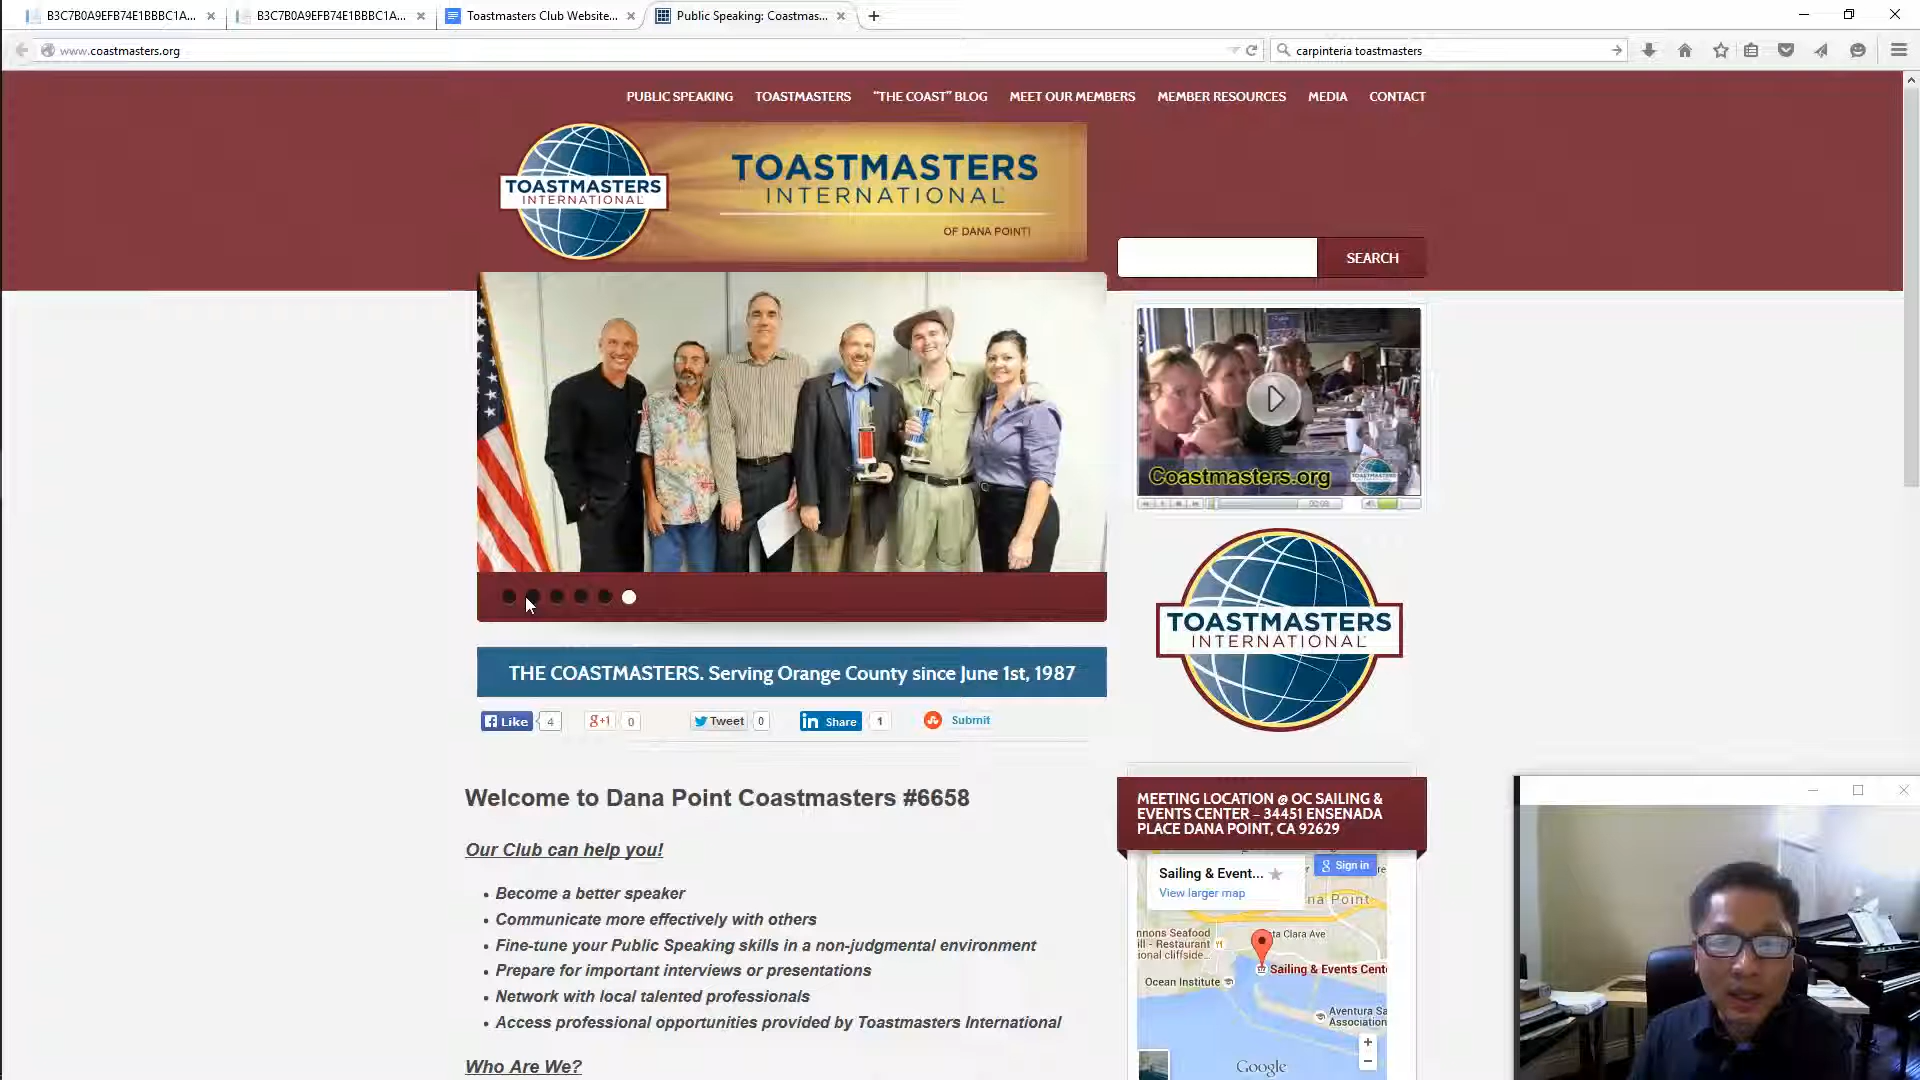 B3C7B0A9EFB74E1BBBC1A...
B3C7B0A9EFB74E1BBBC1A...
Toastmasters Club Website...
Public Speaking: Coastmas...
www.coastmasters.org
carpinteria toastmasters
PUBLIC SPEAKING TOASTMASTERS "THE COAST" BLOG MEET OUR MEMBERS MEMBER RESOURCES MEDIA CONTACT
TOASTMASTERS
INTERNATIONAL
TOASTMASTERS
INTERNATIONAL
OF DANA POINT!
SEARCH
Coastmasters.org
TOASTMASTERS
INTERNATIONAL
THE COASTMASTERS. Serving Orange County since June 1st, 1987
Like 4
g+1 0
Tweet 0
in Share 1
Submit
Welcome to Dana Point Coastmasters #6658
Our Club can help you!
• Become a better speaker
• Communicate more effectively with others
• Fine-tune your Public Speaking skills in a non-judgmental environment
• Prepare for important interviews or presentations
• Network with local talented professionals
• Access professional opportunities provided by Toastmasters International
Who Are We?
MEETING LOCATION @ OC SAILING &
EVENTS CENTER – 34451 ENSENADA
PLACE DANA POINT, CA 92629
Sailing & Event...
View larger map
Sign in
na Point
nnons Seafood
ill - Restaurant
ional cliffside...
ta Clara Ave
Sailing & Events Cente
Ocean Institute
Aventura Sa
Association
Google